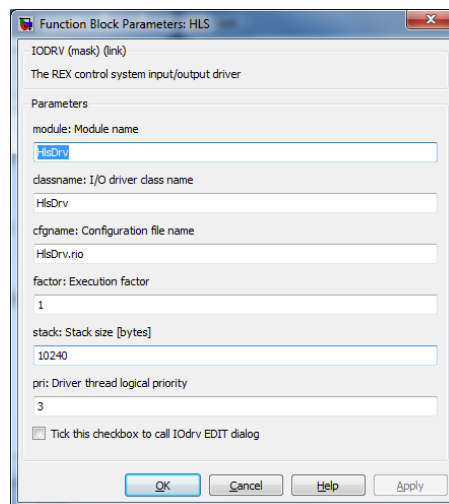 Function Block Parameters: HLS
IODRV (mask) (link)
The REX control system input/output driver
Parameters
module: Module name
HlsDrv
classname: I/O driver class name
HlsDrv
cfgname: Configuration file name
HlsDrv.rio
factor: Execution factor
1
stack: Stack size [bytes]
10240
pri: Driver thread logical priority
3
Tick this checkbox to call IOdrv EDIT dialog
OK Cancel Help Apply